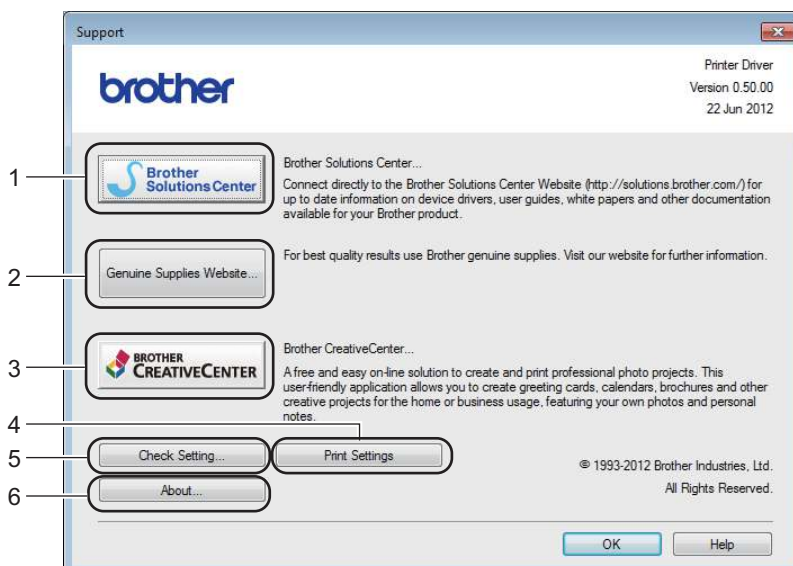 Support
brother
Printer Driver
Version 0.50.00
22 Jun 2012
1
Brother
Solutions Center
Brother Solutions Center...
Connect directly to the Brother Solutions Center Website (http://solutions.brother.com/) for
up to date information on device drivers, user guides, white papers and other documentation
available for your Brother product.
2
Genuine Supplies Website...
For best quality results use Brother genuine supplies. Visit our website for further information.
3
BROTHER
CREATIVECENTER
Brother CreativeCenter...
A free and easy on-line solution to create and print professional photo projects. This
user-friendly application allows you to create greeting cards, calendars, brochures and other
creative projects for the home or business usage, featuring your own photos and personal
notes.
4
5
Check Setting...
Print Settings
6
About...
© 1993-2012 Brother Industries, Ltd.
All Rights Reserved.
OK
Help